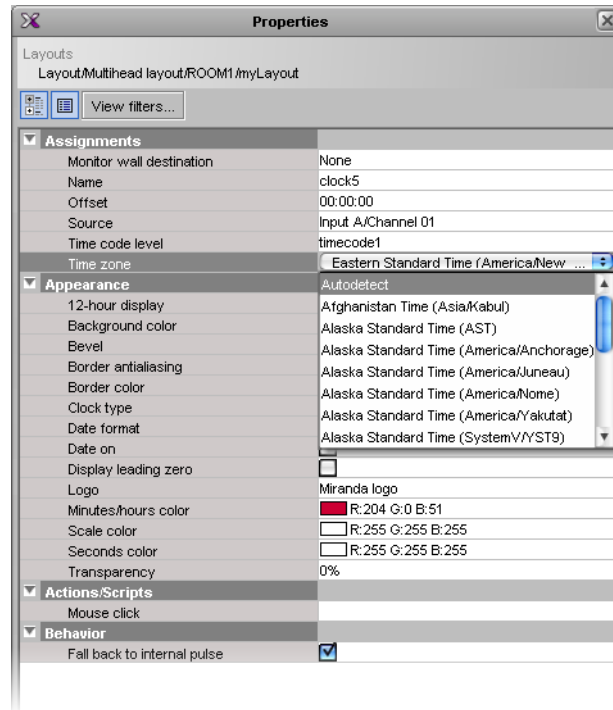 Properties
Layouts
Layout/Multihead layout/ROOM1/myLayout
View filters...
Assignments
Monitor wall destination None
Name clock5
Offset 00:00:00
Source Input A/Channel 01
Time code level timecode1
Time zone Eastern Standard Time (America/New ...
Appearance Autodetect
12-hour display Afghanistan Time (Asia/Kabul)
Background color Alaska Standard Time (AST)
Bevel Alaska Standard Time (America/Anchorage)
Border antialiasing Alaska Standard Time (America/Juneau)
Border color Alaska Standard Time (America/Nome)
Clock type Alaska Standard Time (America/Yakutat)
Date format Alaska Standard Time (SystemV/YST9)
Date on
Display leading zero
Logo Miranda logo
Minutes/hours color R:204 G:0 B:51
Scale color R:255 G:255 B:255
Seconds color R:255 G:255 B:255
Transparency 0%
Actions/Scripts
Mouse click
Behavior
Fall back to internal pulse